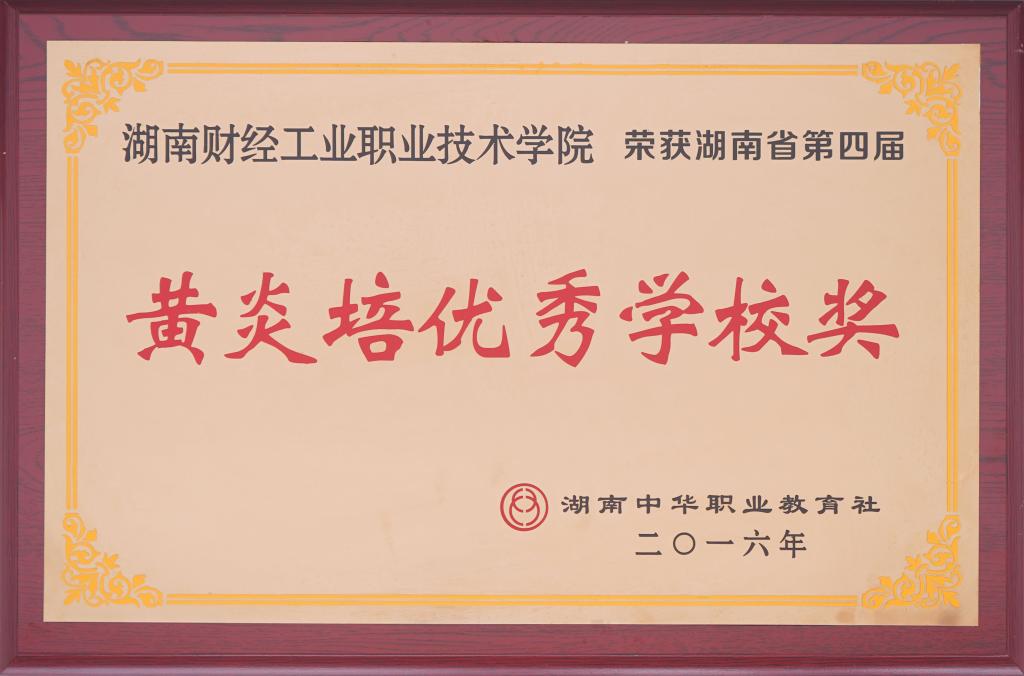 湖南财经工业职业技术学院 荣获湖南省第四届
黄炎培优秀学校奖
湖南中华职业教育社
二〇一六年